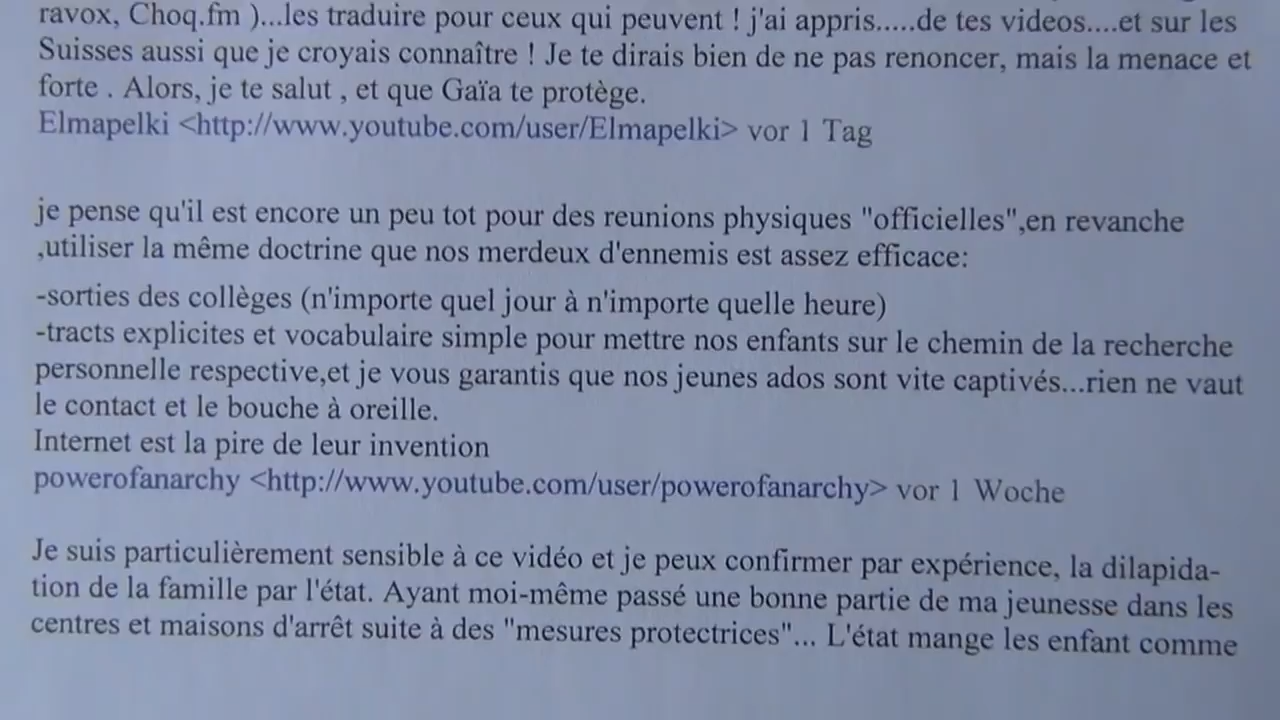 ravox, Choq.fm )...les traduire pour ceux qui peuvent ! j'ai appris.....de tes videos....et sur les
Suisses aussi que je croyais connaître ! Je te dirais bien de ne pas renoncer, mais la menace et
forte . Alors, je te salut , et que Gaïa te protège.
Elmapelki <http://www.youtube.com/user/Elmapelki> vor 1 Tag
je pense qu'il est encore un peu tot pour des reunions physiques "officielles",en revanche
,utiliser la même doctrine que nos merdeux d'ennemis est assez efficace:
-sorties des collèges (n'importe quel jour à n'importe quelle heure)
-tracts explicites et vocabulaire simple pour mettre nos enfants sur le chemin de la recherche
personnelle respective,et je vous garantis que nos jeunes ados sont vite captivés...rien ne vaut
le contact et le bouche à oreille.
Internet est la pire de leur invention
powerofanarchy <http://www.youtube.com/user/powerofanarchy> vor 1 Woche
Je suis particulièrement sensible à ce vidéo et je peux confirmer par expérience, la dilapida-
tion de la famille par l'état. Ayant moi-même passé une bonne partie de ma jeunesse dans les
centres et maisons d'arrêt suite à des "mesures protectrices"... L'état mange les enfant comme